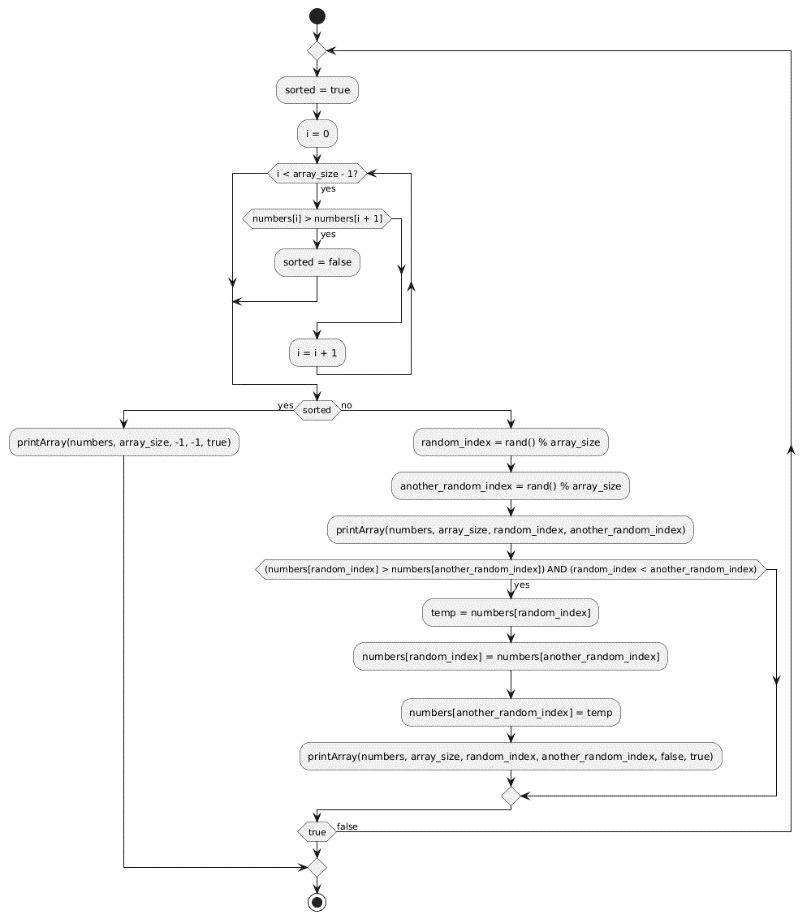 sorted = true
i = 0
i < array_size - 1?
yes
numbers[i] > numbers[i + 1]
yes
sorted = false
i = i + 1
yes
sorted
no
printArray(numbers, array_size, -1, -1, true)
random_index = rand() % array_size
another_random_index = rand() % array_size
printArray(numbers, array_size, random_index, another_random_index)
(numbers[random_index] > numbers[another_random_index]) AND (random_index < another_random_index)
yes
temp = numbers[random_index]
numbers[random_index] = numbers[another_random_index]
numbers[another_random_index] = temp
printArray(numbers, array_size, random_index, another_random_index, false, true)
true
false